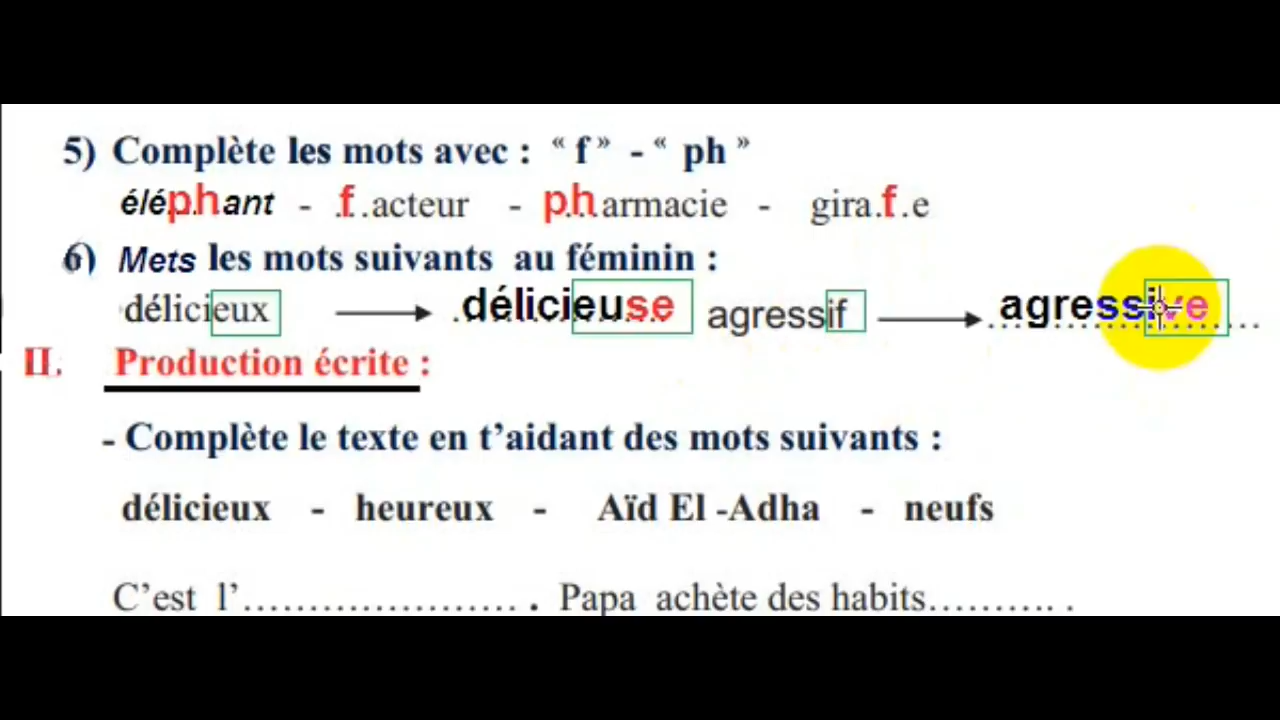 5) Complète les mots avec : “ f ” - “ ph ”
éléphant - .f.acteur - ph.armacie - gira.f.e
6) Mets les mots suivants au féminin :
délicieux → délicieuse agressif → agressive
II. Production écrite :
- Complète le texte en t’aidant des mots suivants :
délicieux - heureux - Aïd El -Adha - neufs
C’est l’..................... . Papa achète des habits.......... .